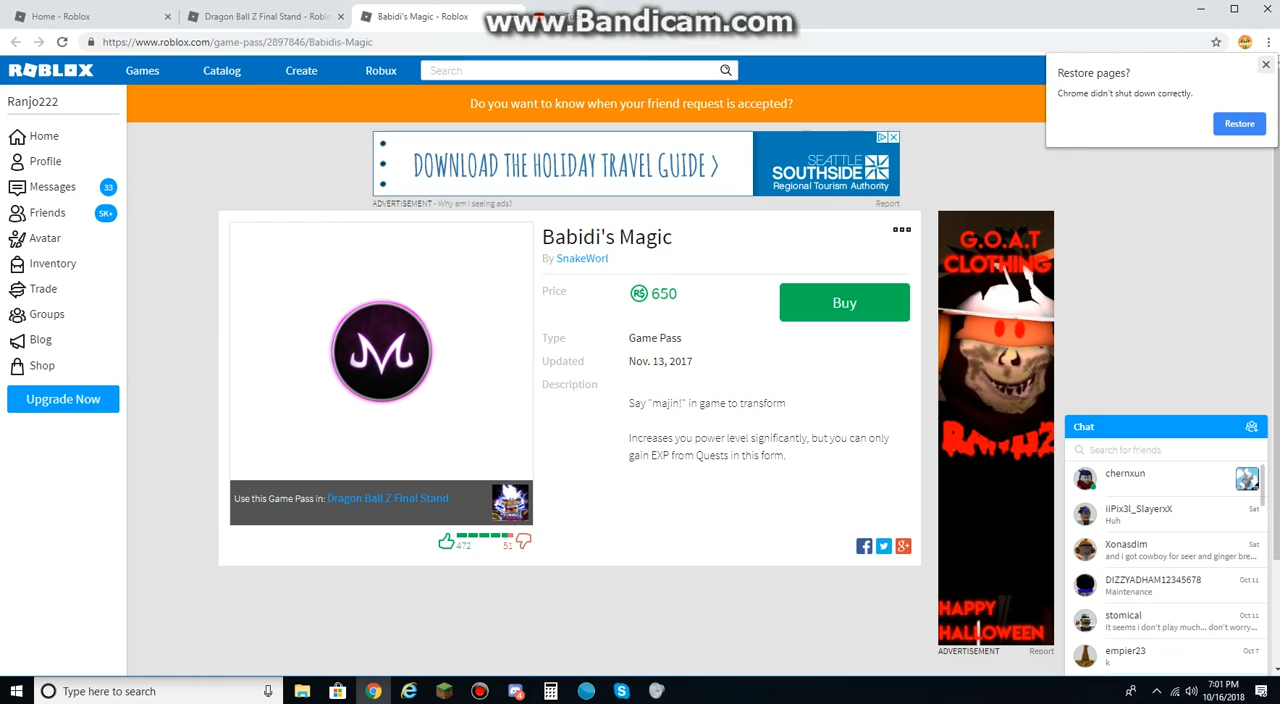 www.Bandicam.com
Home - Roblox
Dragon Ball Z Final Stand - Roblo
Babidi's Magic - Roblox
https://www.roblox.com/game-pass/2897846/Babidis-Magic
ROBLOX
Games
Catalog
Create
Robux
Search
Restore pages?
Chrome didn't shut down correctly.
Restore
Ranjo222
Do you want to know when your friend request is accepted?
Home
Profile
Messages 33
Friends 5K+
Avatar
Inventory
Trade
Groups
Blog
Shop
Upgrade Now
DOWNLOAD THE HOLIDAY TRAVEL GUIDE >
SEATTLE
SOUTHSIDE
Regional Tourism Authority
ADVERTISEMENT - Why am I seeing ads?
Report
Babidi's Magic
By SnakeWorl
Price
R$ 650
Buy
Type
Game Pass
Updated
Nov. 13, 2017
Description
Say "majin!" in game to transform
Increases you power level significantly, but you can only
gain EXP from Quests in this form.
Use this Game Pass in: Dragon Ball Z Final Stand
472
51
G.O.A.T
CLOTHING
HAPPY
HALLOWEEN
ADVERTISEMENT
Report
Chat
Search for friends
chernxun
iiPix3l_SlayerxX
Sat
Huh
Xonasdim
Sat
and i got cowboy for seer and ginger bre...
DIZZYADHAM12345678
Oct 11
Maintenance
stomical
Oct 11
It seems i don't play much... don't worry...
empier23
Oct 7
k
Type here to search
7:01 PM
10/16/2018